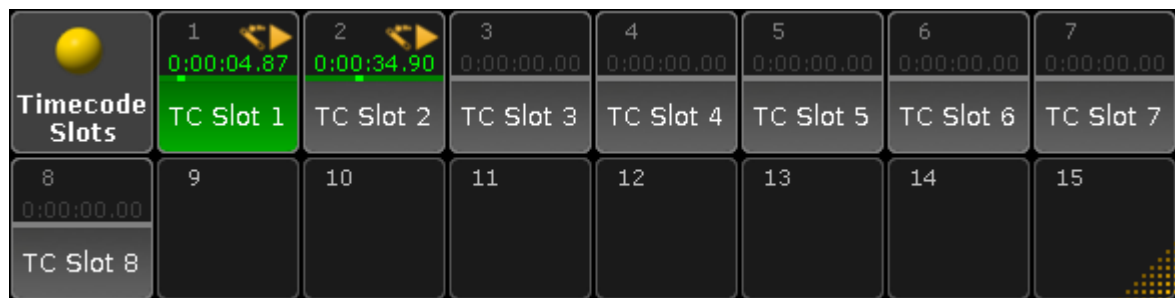 Timecode
Slots
1
0:00:04.87
TC Slot 1
2
0:00:34.90
TC Slot 2
3
0:00:00.00
TC Slot 3
4
0:00:00.00
TC Slot 4
5
0:00:00.00
TC Slot 5
6
0:00:00.00
TC Slot 6
7
0:00:00.00
TC Slot 7
8
0:00:00.00
TC Slot 8
9
10
11
12
13
14
15